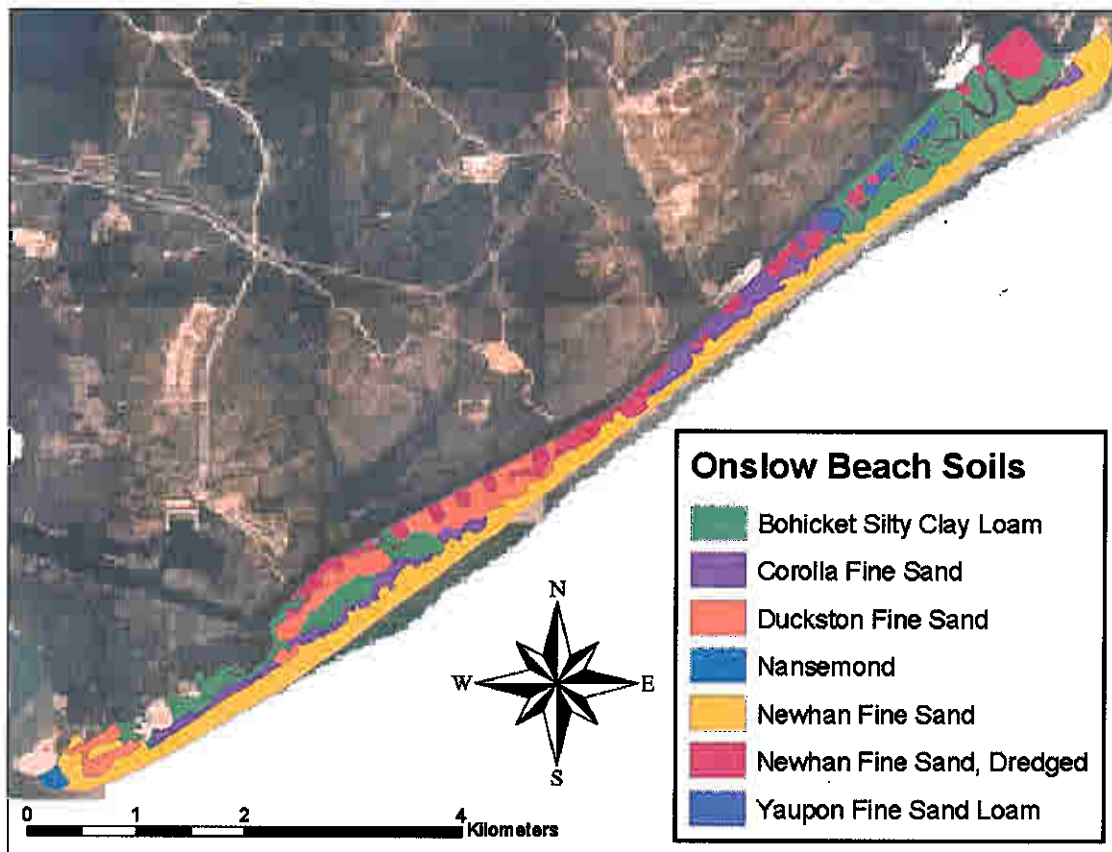 Onslow Beach Soils
Bohicket Silty Clay Loam
Corolla Fine Sand
Duckston Fine Sand
Nansemond
Newhan Fine Sand
Newhan Fine Sand, Dredged
Yaupon Fine Sand Loam
N
W E
S
0 1 2 4
Kilometers